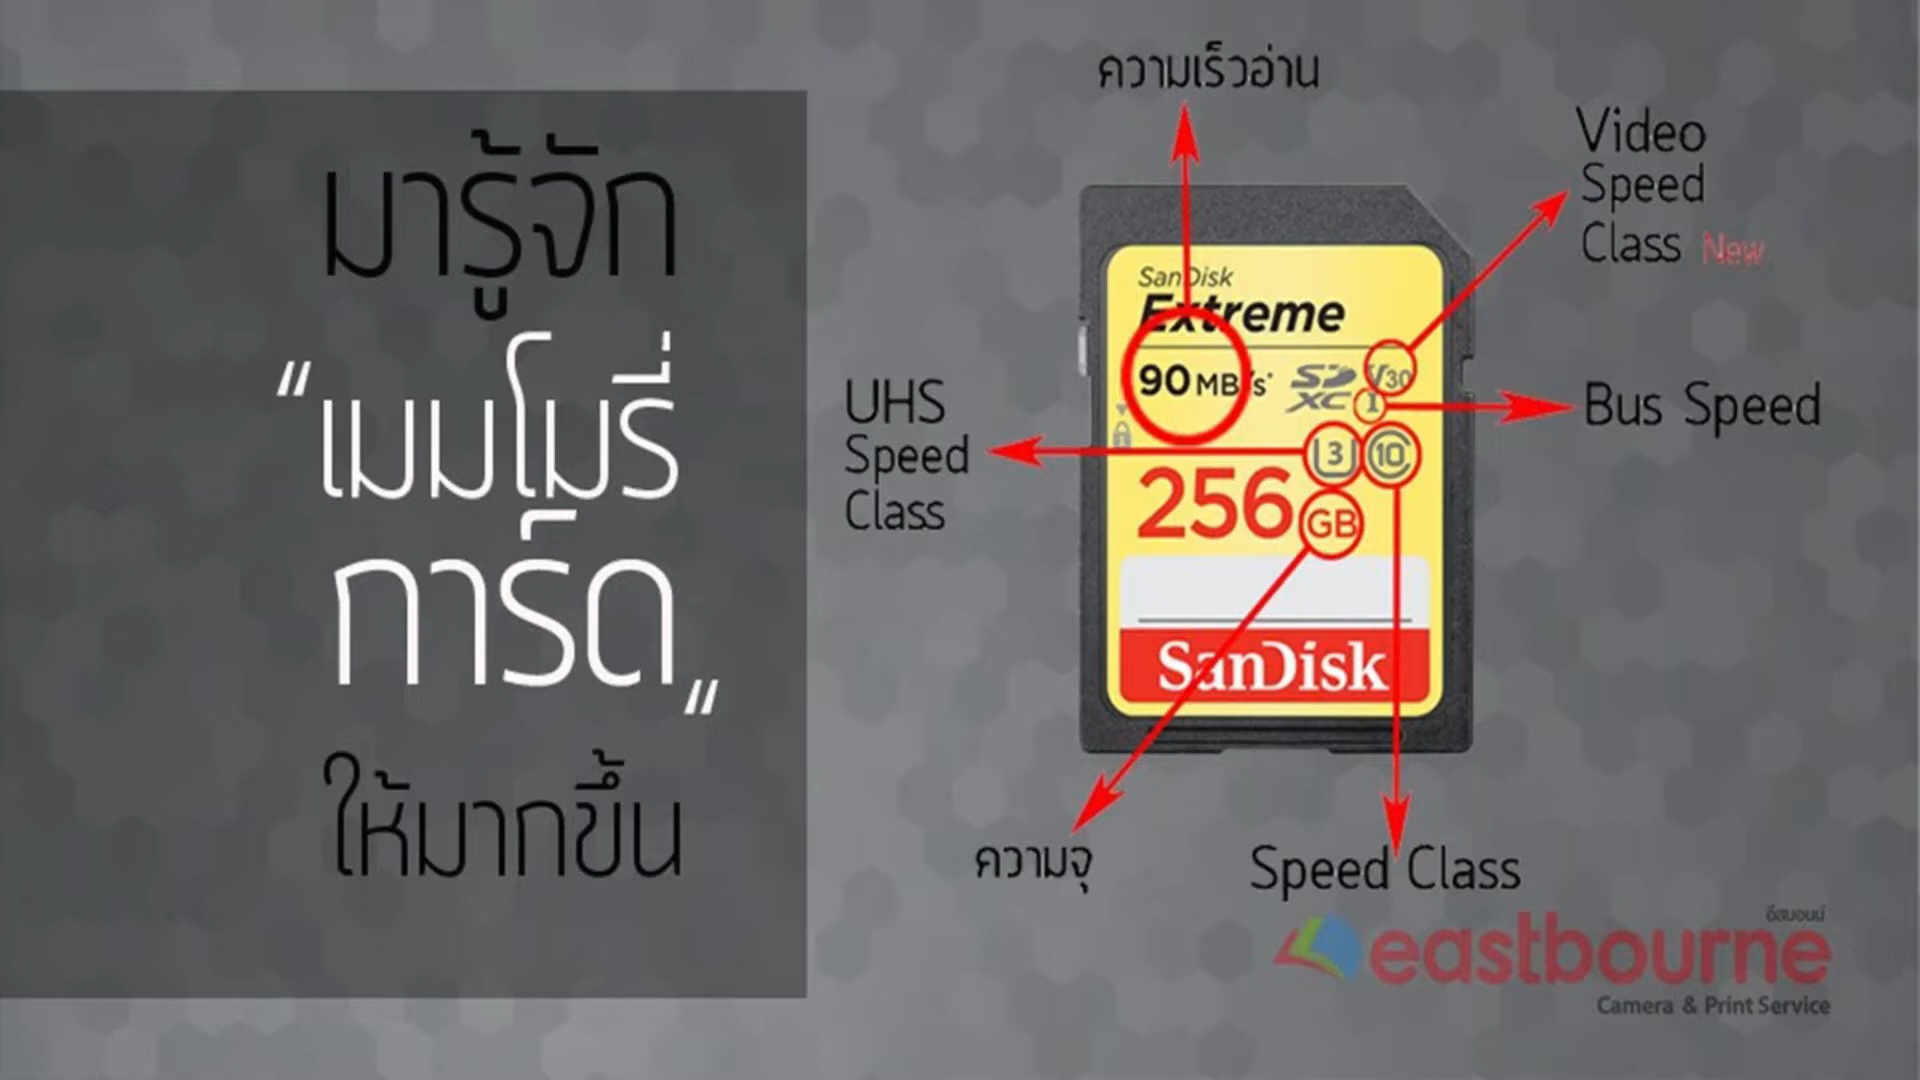 มารู้จัก
“เมมโมรี่
การ์ด„
ให้มากขึ้น
ความเร็วอ่าน
Video
Speed
Class New
Bus Speed
UHS
Speed
Class
SanDisk
Extreme
90 MB/s*
SD
XC
V30
I
U3
10
256 GB
SanDisk
ความจุ
Speed Class
อีสบอนน์
eastbourne
Camera & Print Service